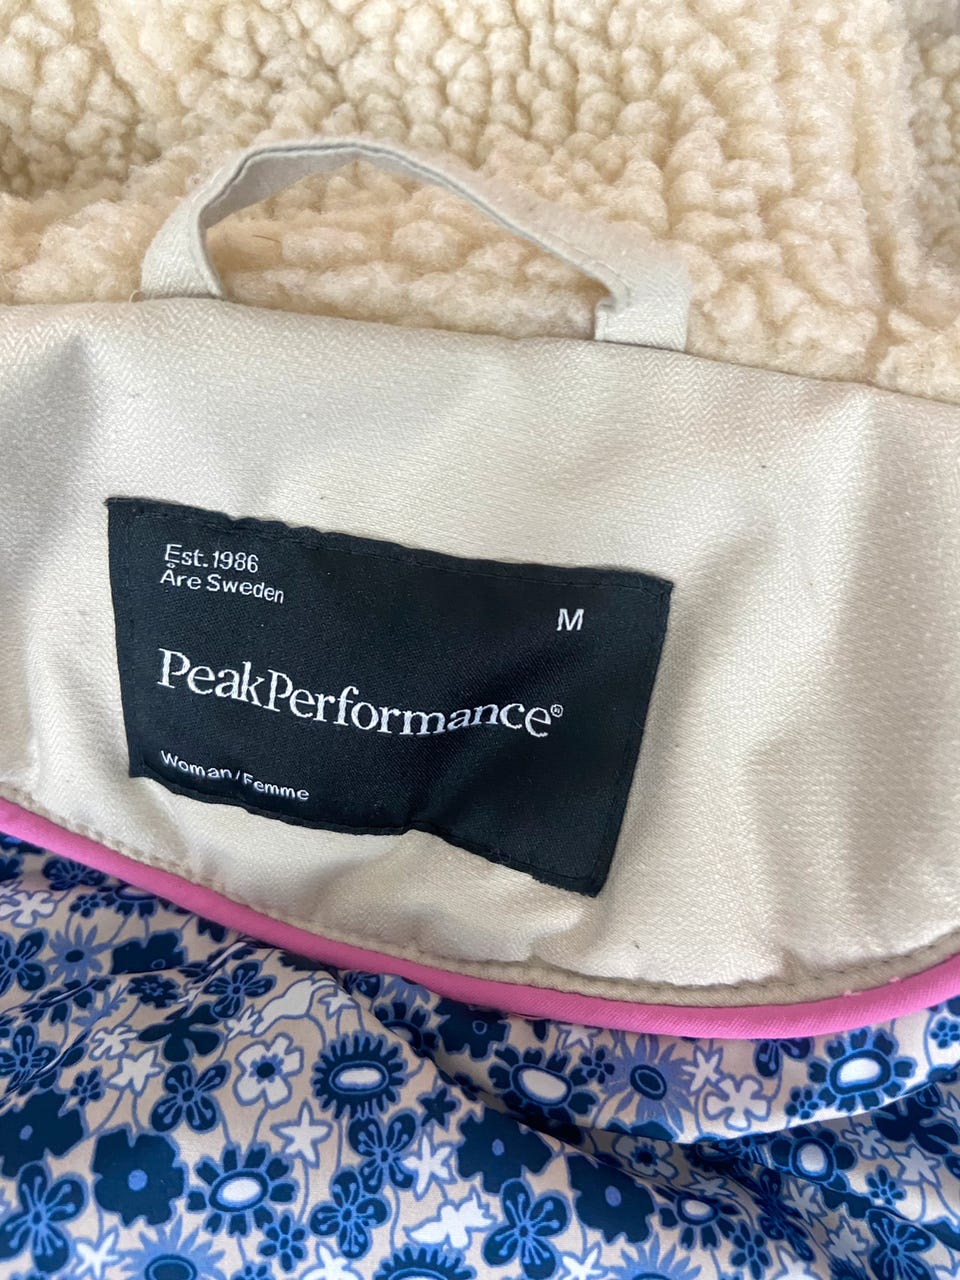 Est.1986
Åre Sweden
M
PeakPerformance®
Woman/Femme